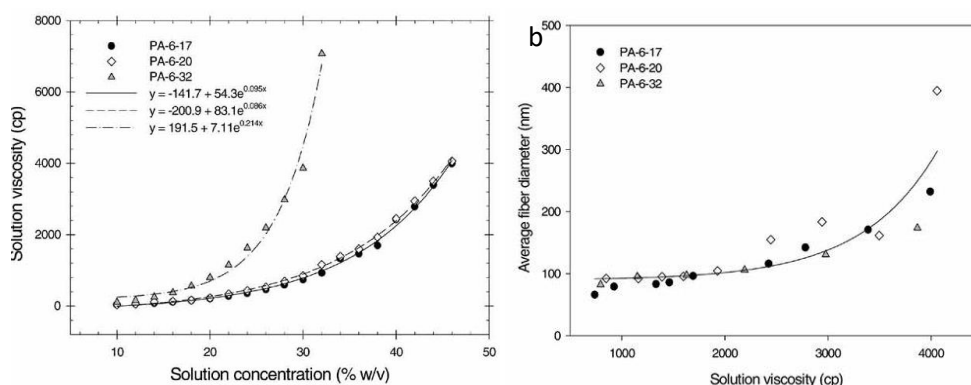 8000
6000
4000
2000
0
Solution viscosity (cp)
PA-6-17
PA-6-20
PA-6-32
y = -141.7 + 54.3e^0.095x
y = -200.9 + 83.1e^0.086x
y = 191.5 + 7.11e^0.214x
10 20 30 40 50
Solution concentration (% w/v)
b
500
400
300
200
100
0
Average fiber diameter (nm)
PA-6-17
PA-6-20
PA-6-32
1000 2000 3000 4000
Solution viscosity (cp)